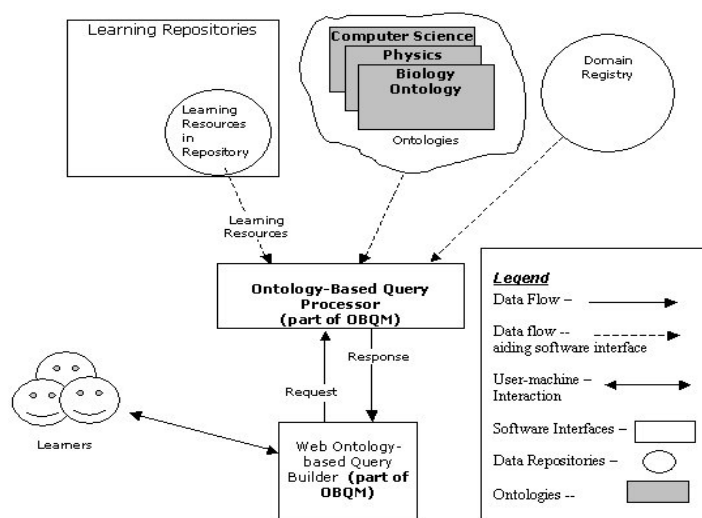 Learning Repositories
Learning
Resources
in
Repository
Computer Science
Physics
Biology
Ontology
Ontologies
Domain
Registry
Learning
Resources
Ontology-Based Query
Processor
(part of OBQM)
Response
Request
Learners
Web Ontology-
based Query
Builder (part of
OBQM)
Legend
Data Flow –
Data flow --
aiding software interface
User-machine –
Interaction
Software Interfaces –
Data Repositories –
Ontologies --